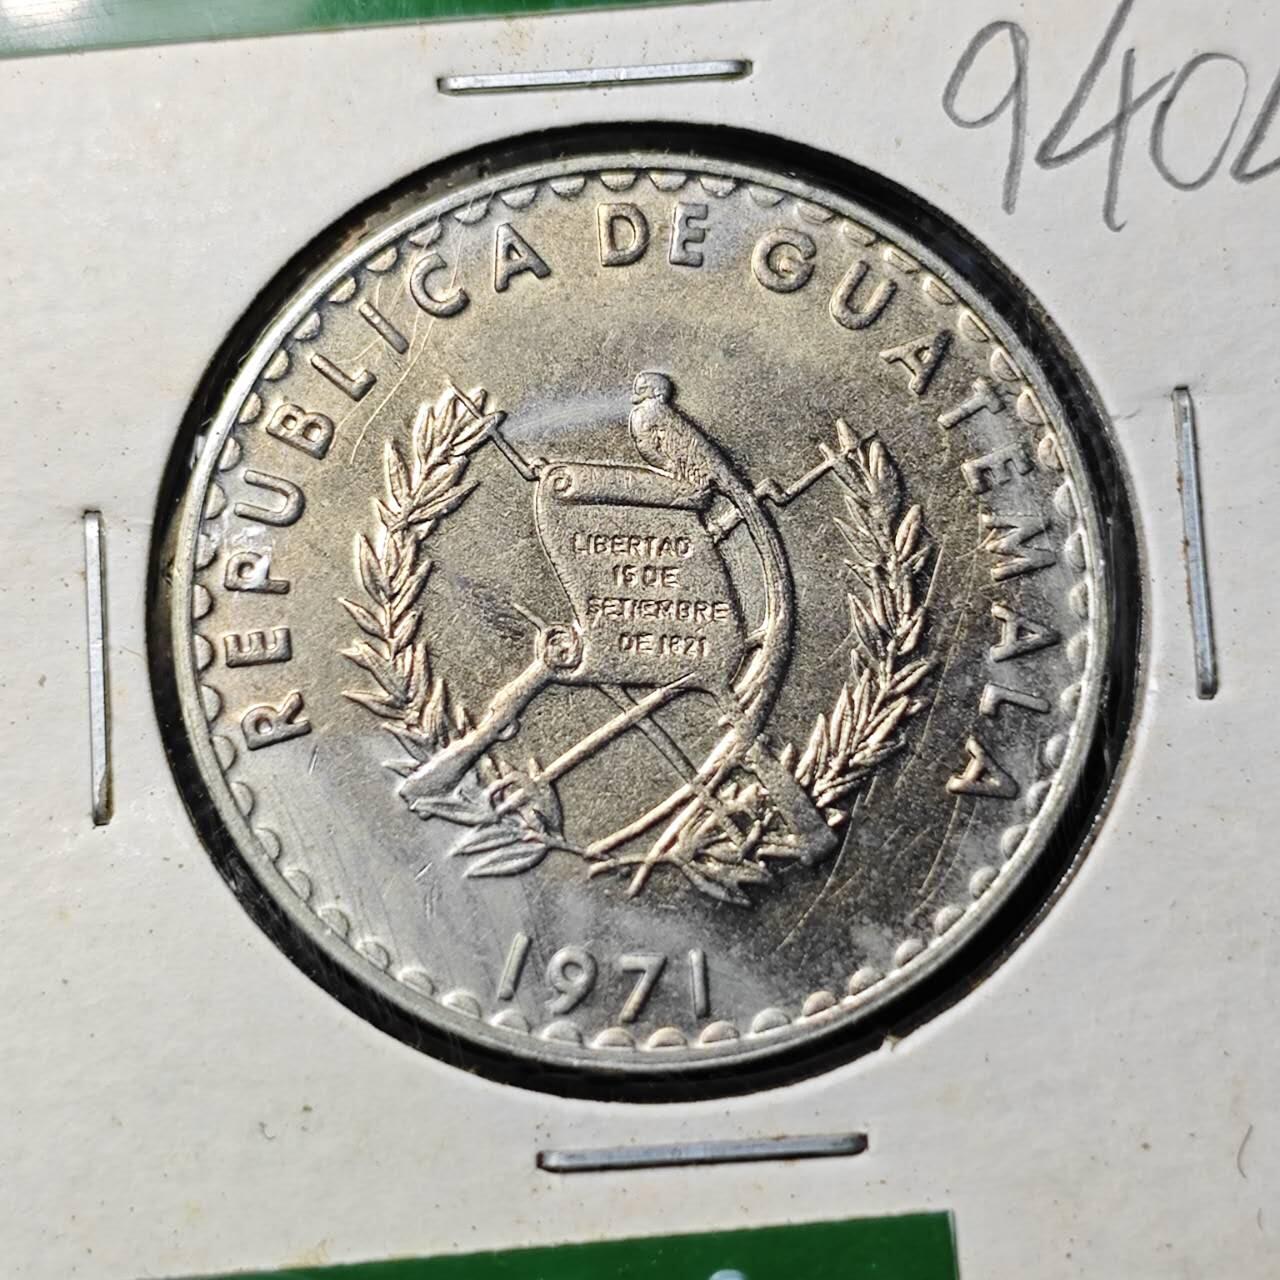 940
REPUBLICA DE GUATEMALA
LIBERTAD
15 DE
SETIEMBRE
DE 1821
1971